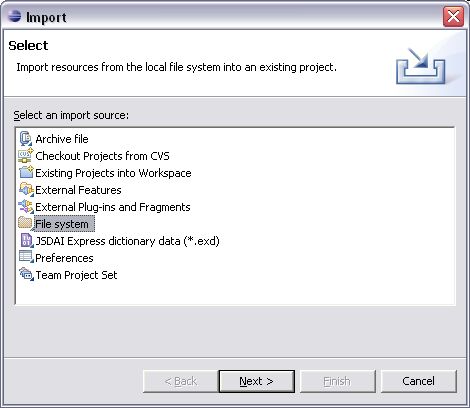 Import
Select
Import resources from the local file system into an existing project.
Select an import source:
Archive file
Checkout Projects from CVS
Existing Projects into Workspace
External Features
External Plug-ins and Fragments
File system
JSDAI Express dictionary data (*.exd)
Preferences
Team Project Set
< Back Next > Finish Cancel